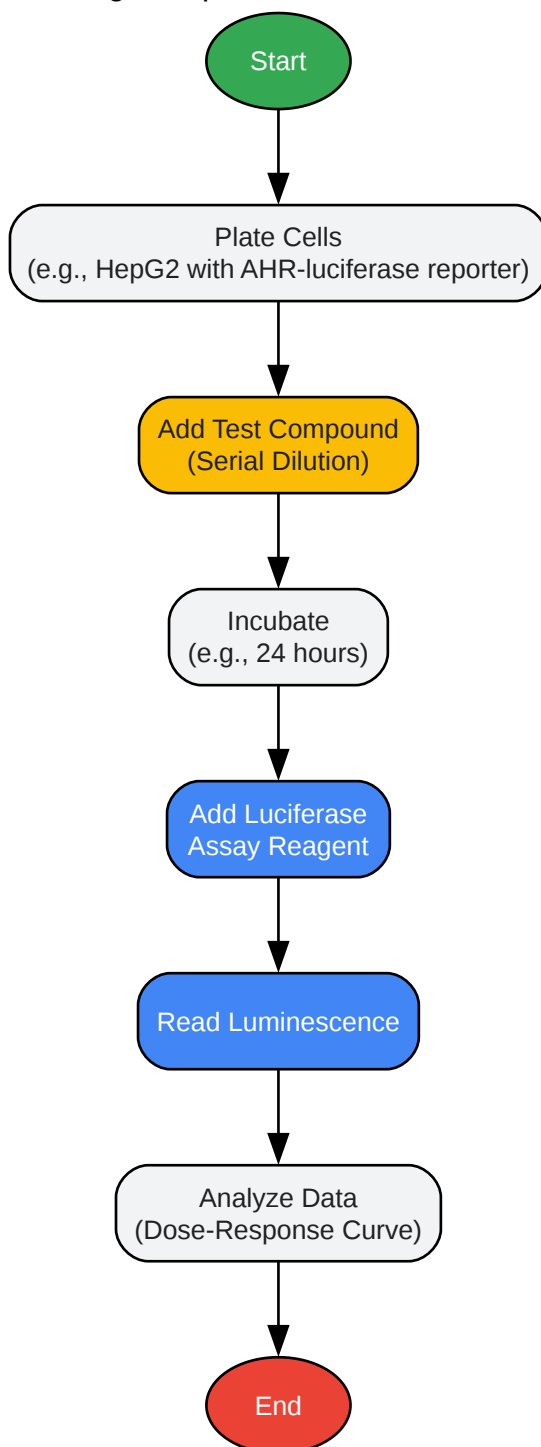 Start
Plate Cells
(e.g., HepG2 with AHR-luciferase reporter)
Add Test Compound
(Serial Dilution)
Incubate
(e.g., 24 hours)
Add Luciferase
Assay Reagent
Read Luminescence
Analyze Data
(Dose-Response Curve)
End